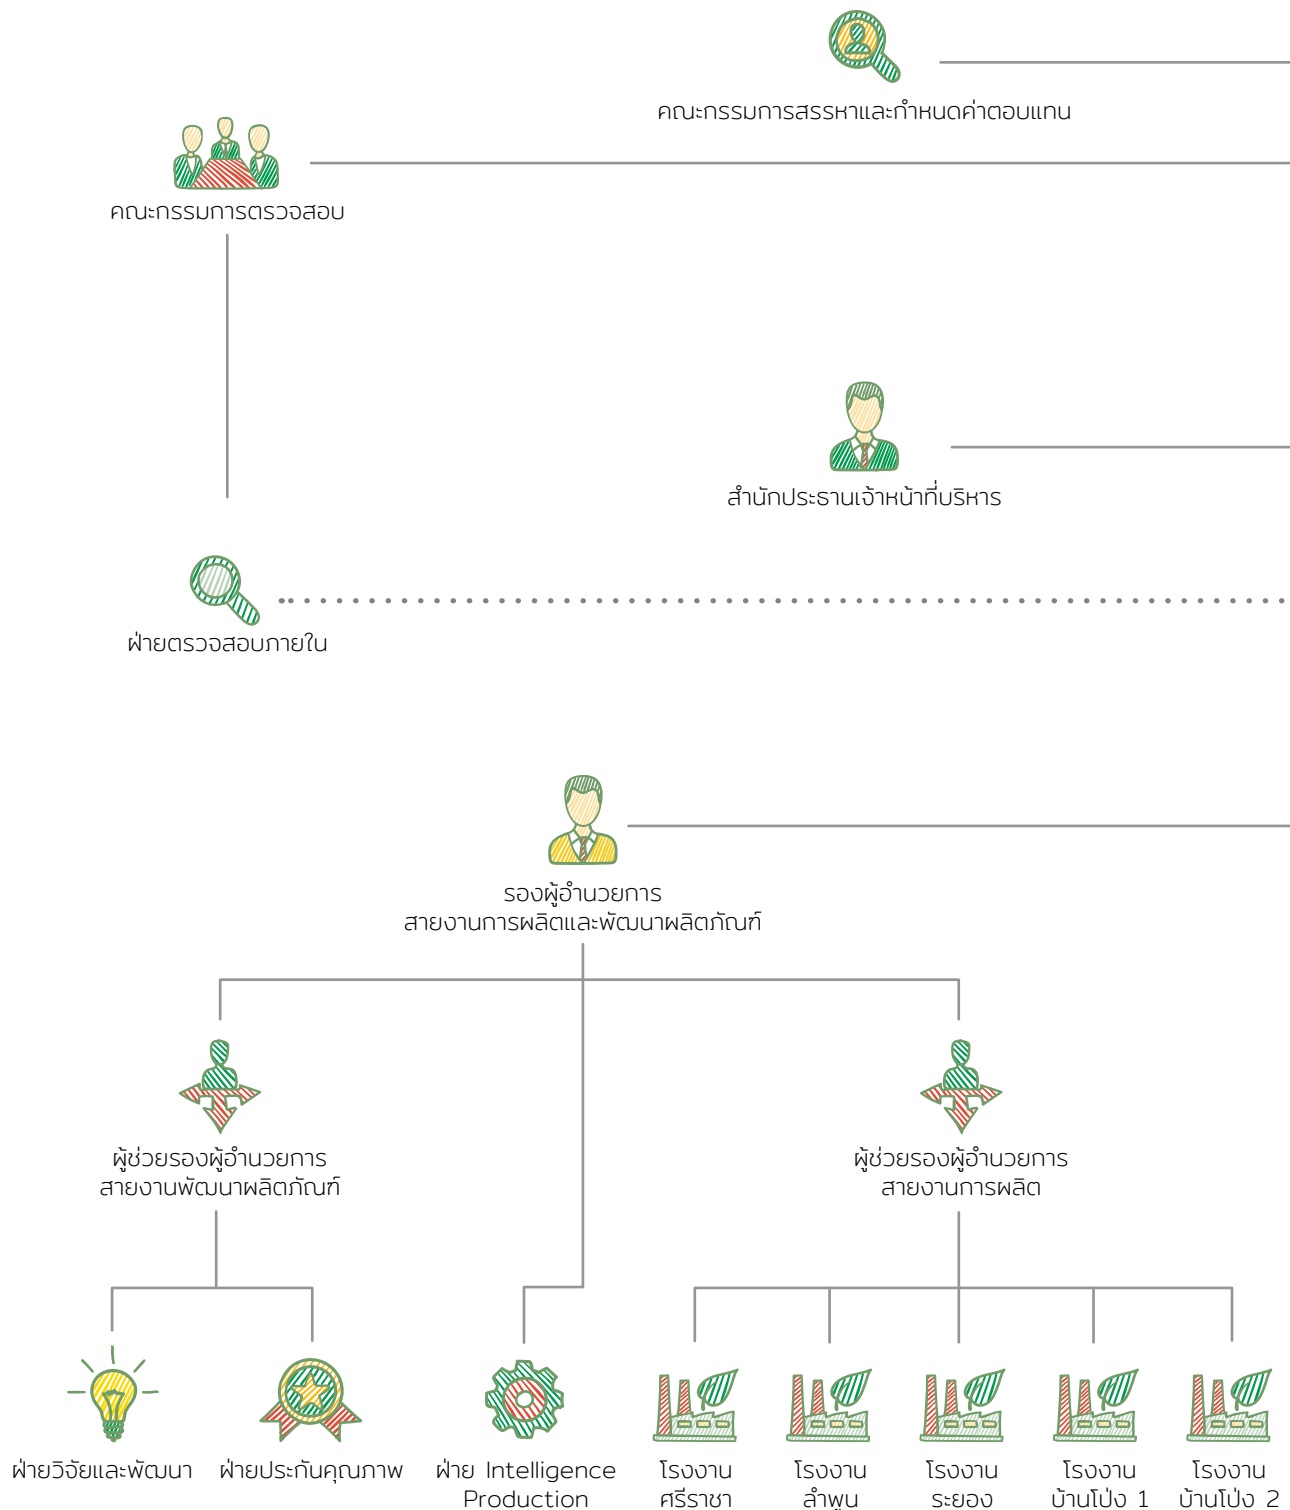 คณะกรรมการสรรหาและกำหนดค่าตอบแทน
คณะกรรมการตรวจสอบ
สำนักประธานเจ้าหน้าที่บริหาร
ฝ่ายตรวจสอบภายใน
รองผู้อำนวยการ
สายงานการผลิตและพัฒนาผลิตภัณฑ์
ผู้ช่วยรองผู้อำนวยการ
สายงานพัฒนาผลิตภัณฑ์
ผู้ช่วยรองผู้อำนวยการ
สายงานการผลิต
ฝ่ายวิจัยและพัฒนา
ฝ่ายประกันคุณภาพ
ฝ่าย Intelligence
Production
โรงงาน
ศรีราชา
โรงงาน
ลำพูน
โรงงาน
ระยอง
โรงงาน
บ้านโป่ง 1
โรงงาน
บ้านโป่ง 2